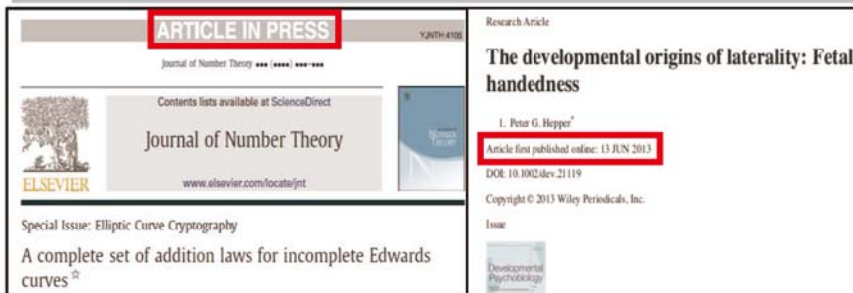 ARTICLE IN PRESS
YJNTH 4105
Journal of Number Theory ••• (••••) •••–•••
Contents lists available at ScienceDirect
Journal of Number Theory
www.elsevier.com/locate/jnt
ELSEVIER
Special Issue: Elliptic Curve Cryptography
A complete set of addition laws for incomplete Edwards
curves ☆
Research Article
The developmental origins of laterality: Fetal
handedness
1. Peter G. Hepper*
Article first published online: 13 JUN 2013
DOI: 10.1002/dev.21119
Copyright © 2013 Wiley Periodicals, Inc.
Issue
Developmental
Psychobiology